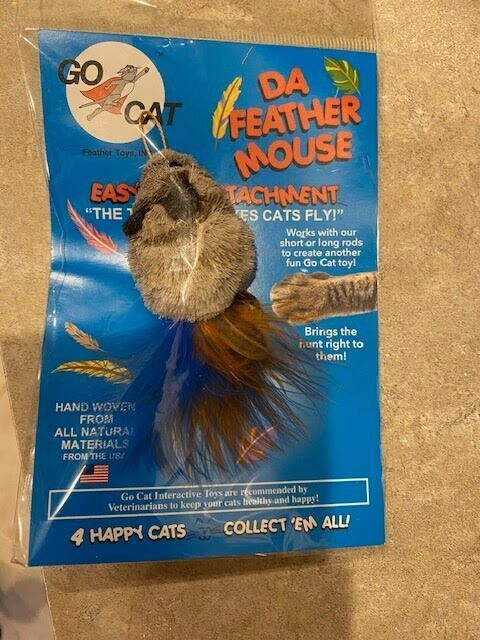 GO
CAT
Feather Toys, IN
DA
FEATHER
MOUSE
EAS TACHMENT
"THE ES CATS FLY!"
Works with our
short or long rods
to create another
fun Go Cat toy!
Brings the
hunt right to
them!
HAND WOVEN
FROM
ALL NATURAL
MATERIALS
FROM THE
Go Cat Interactive Toys are recommended by
Veterinarians to keep your cats healthy and happy!
4 HAPPY CATS COLLECT 'EM ALL!